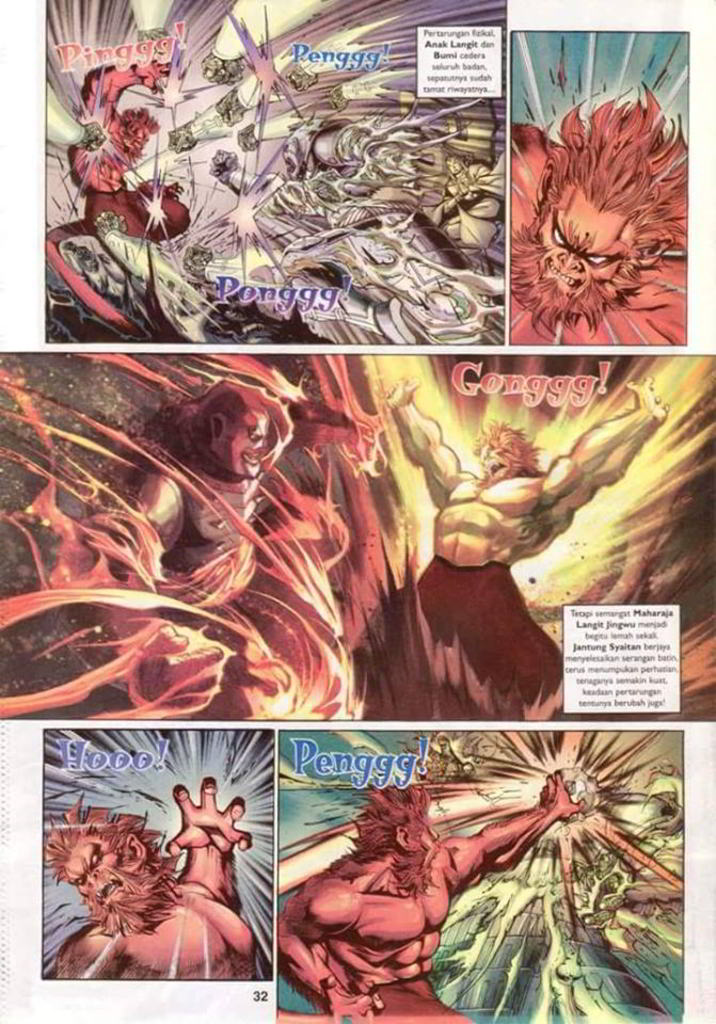 Pinggg!
Penggg!
Pertarungan fizikal,
Anak Langit dan
Bumi cedera
seluruh badan,
sepatutnya sudah
tamat riwayatnya...
Ponggg!
Gonggg!
Tetapi semangat Maharaja
Langit Jingwu menjadi
begitu lemah sekali.
Jantung Syaitan berjaya
menyelesaikan serangan batin,
terus menumpukan perhatian,
tenaganya semakin kuat,
keadaan pertarungan
tentunya berubah juga!
Hooo!
Penggg!
32